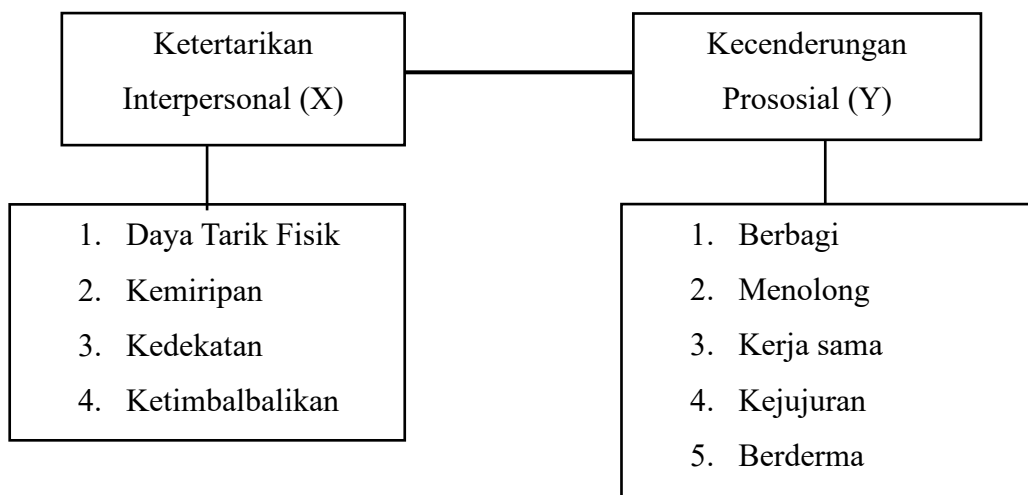 Ketertarikan
Interpersonal (X)
Kecenderungan
Prososial (Y)
1. Daya Tarik Fisik
2. Kemiripan
3. Kedekatan
4. Ketimbalbalikan
1. Berbagi
2. Menolong
3. Kerja sama
4. Kejujuran
5. Berderma